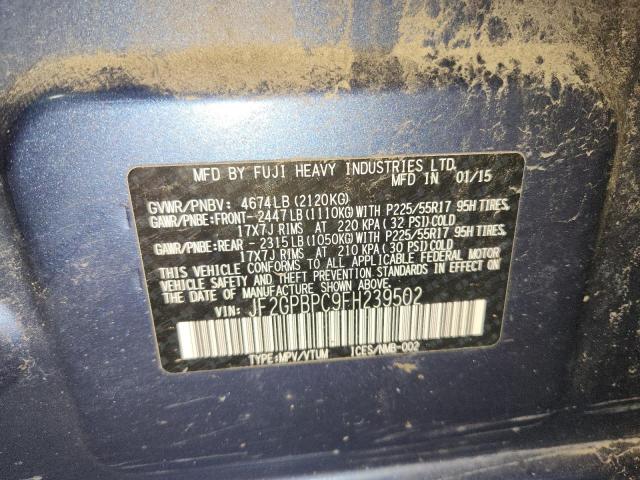 MFD BY FUJI HEAVY INDUSTRIES LTD.
MFD IN 01/15
GVWR/PNBV: 4674LB(2120KG)
GAWR/PNBE:FRONT-2447LB(1110KG)WITH P225/55R17 95H TIRES,
17X7J RIMS AT 220 KPA(32 PSI)COLD
GAWR/PNBE:REAR -2315LB(1050KG)WITH P225/55R17 95H TIRES,
17X7J RIMS AT 210 KPA(30 PSI)COLD
THIS VEHICLE CONFORMS TO ALL APPLICABLE FEDERAL MOTOR
VEHICLE SAFETY AND THEFT PREVENTION STANDARDS IN EFFECT
ON THE DATE OF MANUFACTURE SHOWN ABOVE.
VIN: JF2GPBPC9FH239502
TYPE:MPV/VTUM ICES/NMB-002